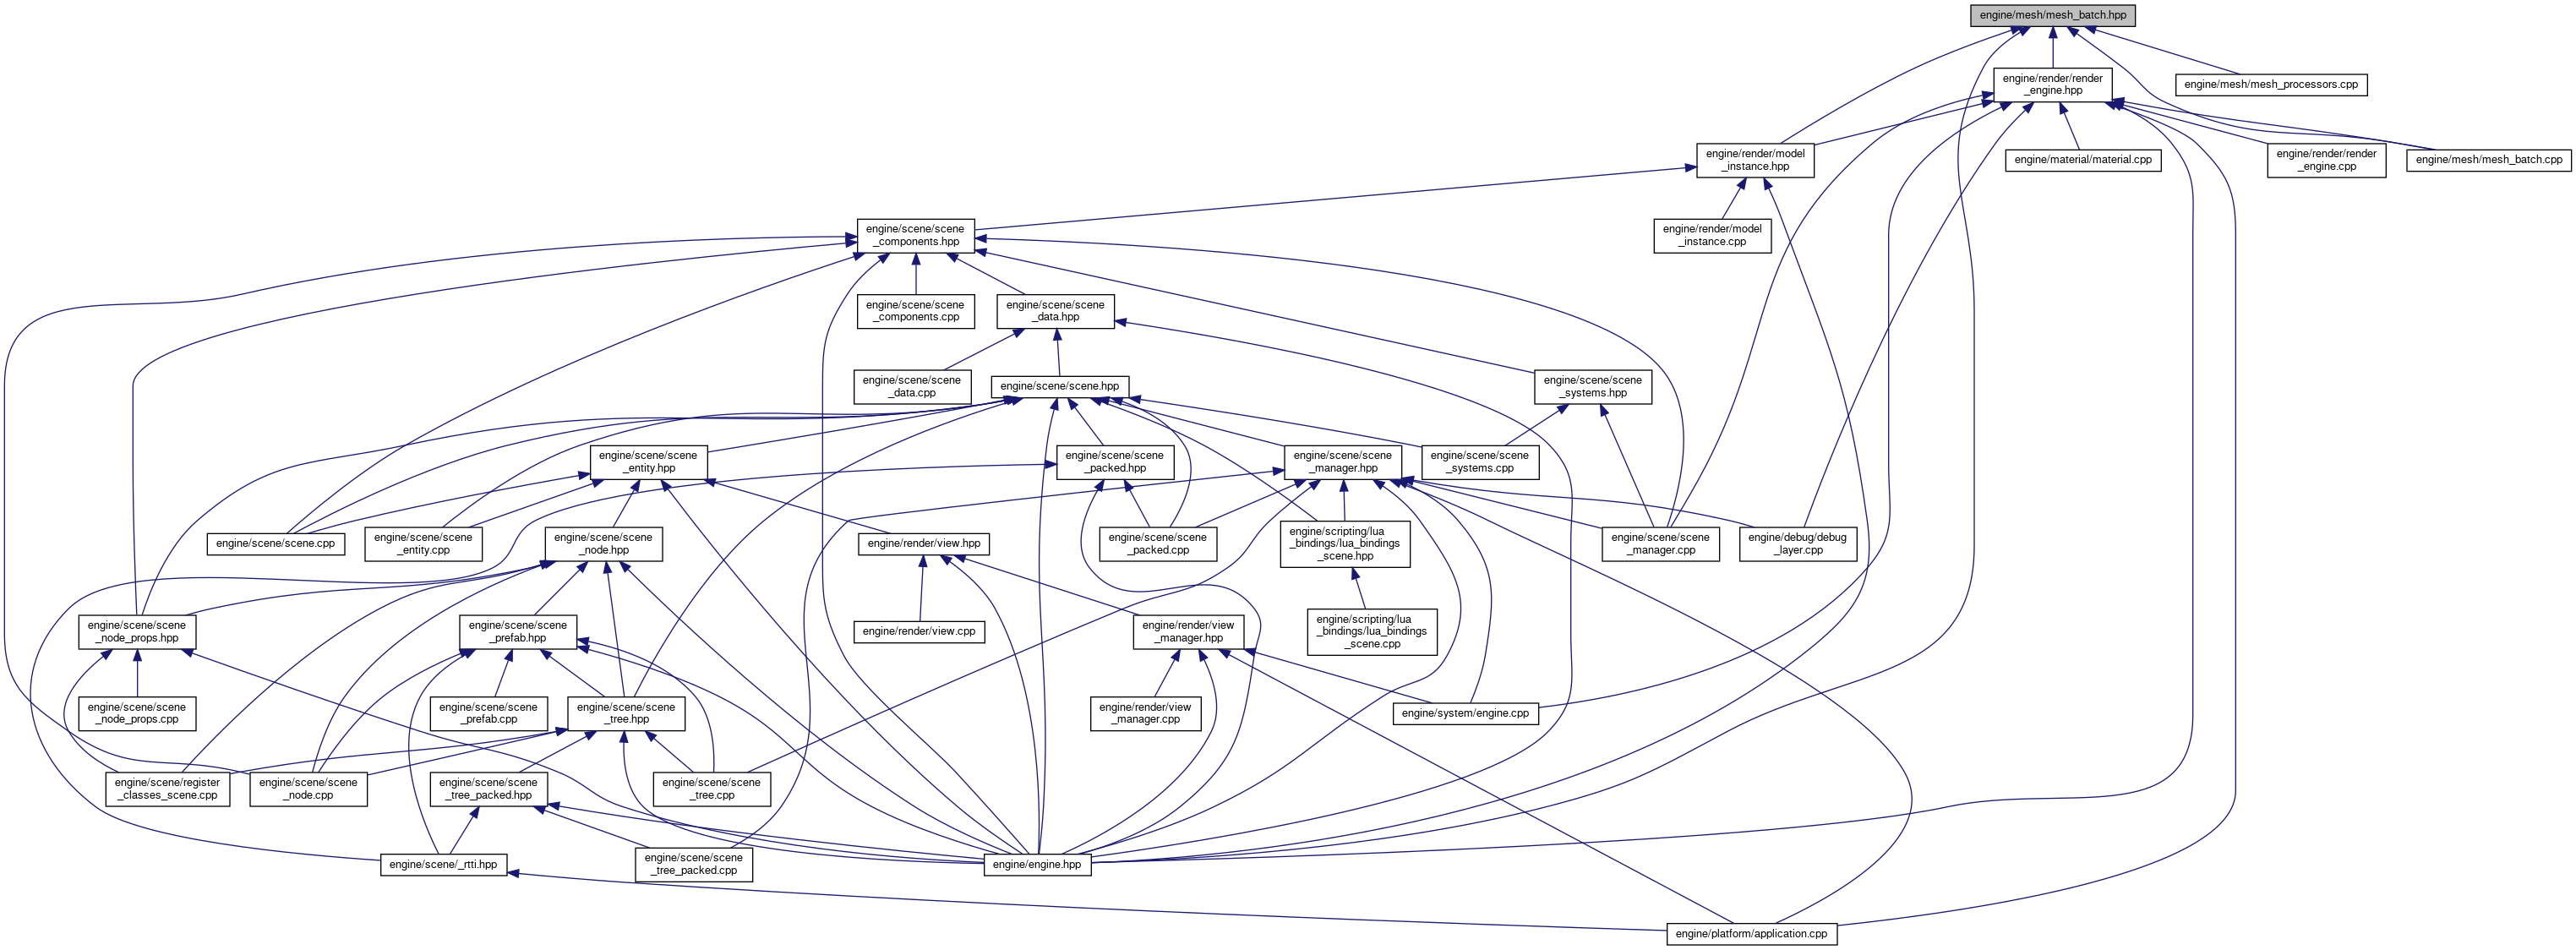 engine/mesh/mesh_batch.hpp
engine/render/render
_engine.hpp
engine/mesh/mesh_processors.cpp
engine/render/model
_instance.hpp
engine/material/material.cpp
engine/render/render
_engine.cpp
engine/mesh/mesh_batch.cpp
engine/scene/scene
_components.hpp
engine/render/model
_instance.cpp
engine/scene/scene
_components.cpp
engine/scene/scene
_data.hpp
engine/scene/scene
_data.cpp
engine/scene/scene.hpp
engine/scene/scene
_systems.hpp
engine/scene/scene
_entity.hpp
engine/scene/scene
_packed.hpp
engine/scene/scene
_manager.hpp
engine/scene/scene
_systems.cpp
engine/scene/scene.cpp
engine/scene/scene
_entity.cpp
engine/scene/scene
_node.hpp
engine/render/view.hpp
engine/scene/scene
_packed.cpp
engine/scripting/lua
_bindings/lua_bindings
_scene.hpp
engine/scene/scene
_manager.cpp
engine/debug/debug
_layer.cpp
engine/scene/scene
_node_props.hpp
engine/scene/scene
_prefab.hpp
engine/render/view.cpp
engine/render/view
_manager.hpp
engine/scripting/lua
_bindings/lua_bindings
_scene.cpp
engine/scene/scene
_node_props.cpp
engine/scene/scene
_prefab.cpp
engine/scene/scene
_tree.hpp
engine/render/view
_manager.cpp
engine/system/engine.cpp
engine/scene/register
_classes_scene.cpp
engine/scene/scene
_node.cpp
engine/scene/scene
_tree_packed.hpp
engine/scene/scene
_tree.cpp
engine/scene/_rtti.hpp
engine/scene/scene
_tree_packed.cpp
engine/engine.hpp
engine/platform/application.cpp